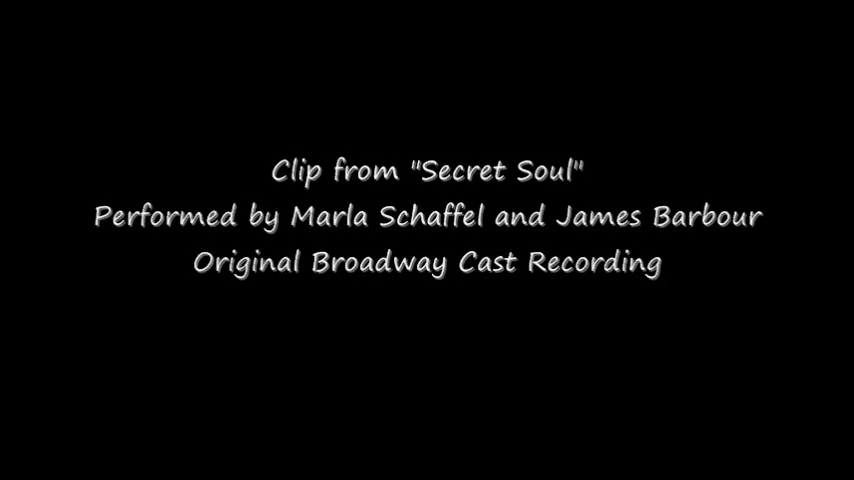 Clip from "Secret Soul"
Performed by Marla Schaffel and James Barbour
Original Broadway Cast Recording